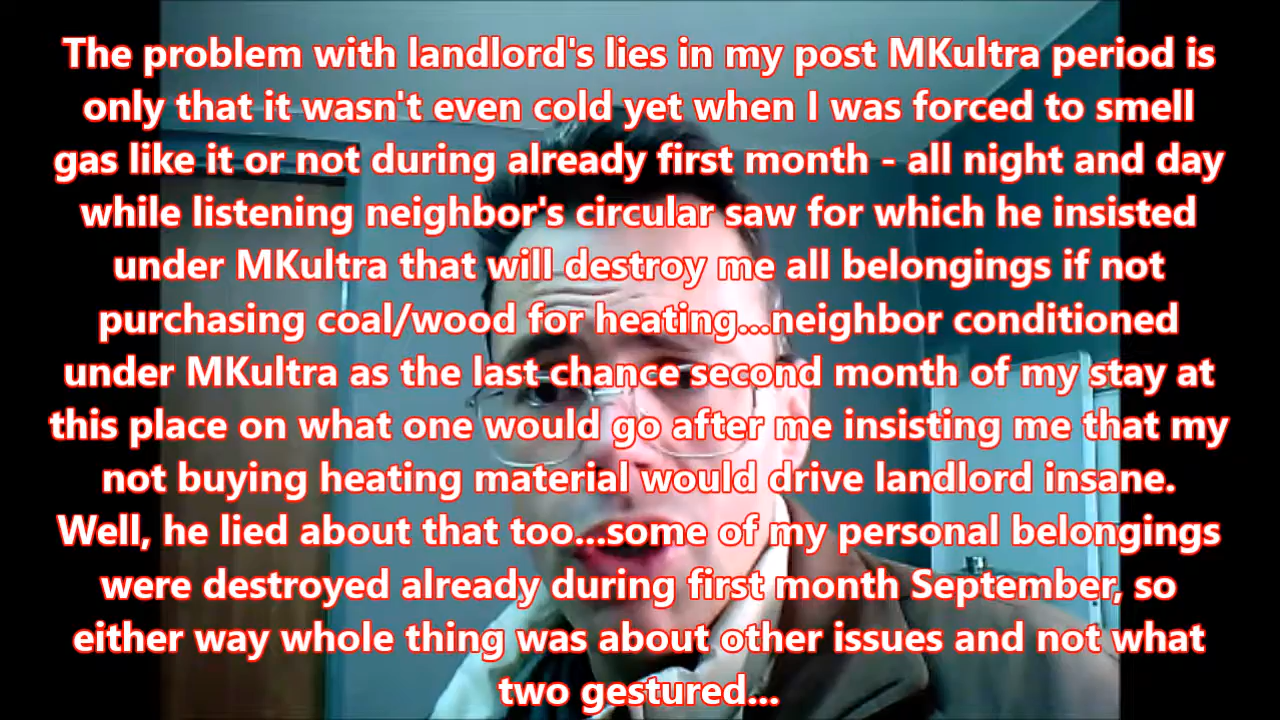 The problem with landlord's lies in my post MKultra period is
only that it wasn't even cold yet when I was forced to smell
gas like it or not during already first month - all night and day
while listening neighbor's circular saw for which he insisted
under MKultra that will destroy me all belongings if not
purchasing coal/wood for heating...neighbor conditioned
under MKultra as the last chance second month of my stay at
this place on what one would go after me insisting me that my
not buying heating material would drive landlord insane.
Well, he lied about that too...some of my personal belongings
were destroyed already during first month September, so
either way whole thing was about other issues and not what
two gestured...